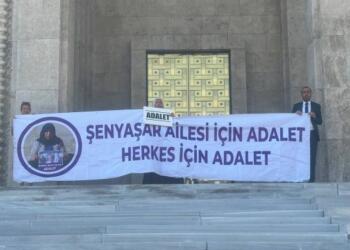 ADALET
ŞENYAŞAR AİLESİ İÇİN ADALET
HERKES İÇİN ADALET